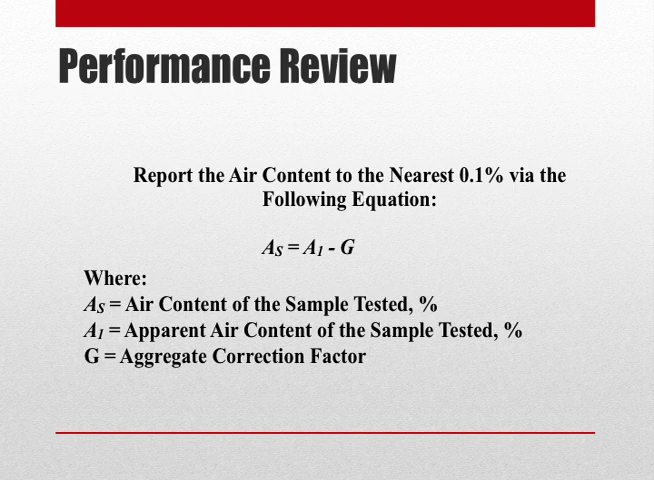 Performance Review
Report the Air Content to the Nearest 0.1% via the
Following Equation:
AS = A1 - G
Where:
AS = Air Content of the Sample Tested, %
A1 = Apparent Air Content of the Sample Tested, %
G = Aggregate Correction Factor